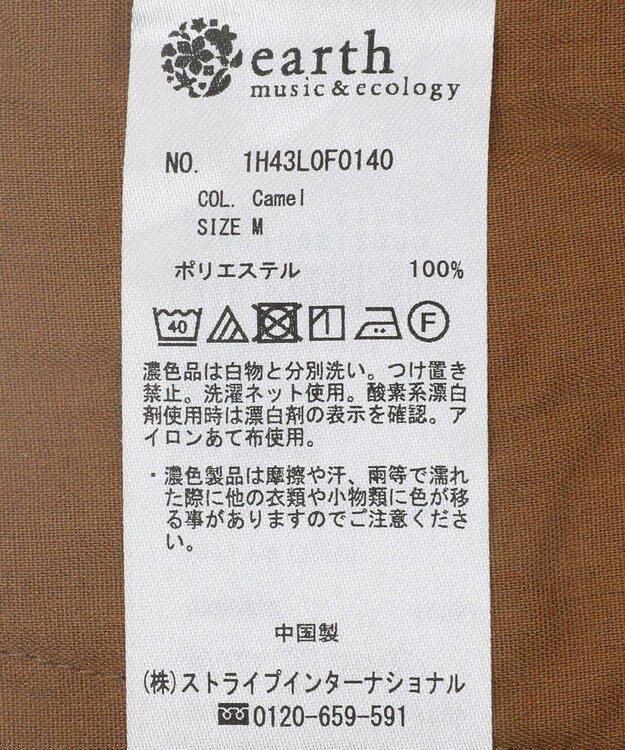 earth
music&ecology
NO. 1H43L0F0140
COL. Camel
SIZE M
ポリエステル 100%
40 F
濃色品は白物と分別洗い。つけ置き
禁止。洗濯ネット使用。酸素系漂白
剤使用時は漂白剤の表示を確認。ア
イロンあて布使用。
・濃色製品は摩擦や汗、雨等で濡れ
た際に他の衣類や小物類に色が移
る事がありますのでご注意くださ
い。
中国製
(株)ストライプインターナショナル
0120-659-591